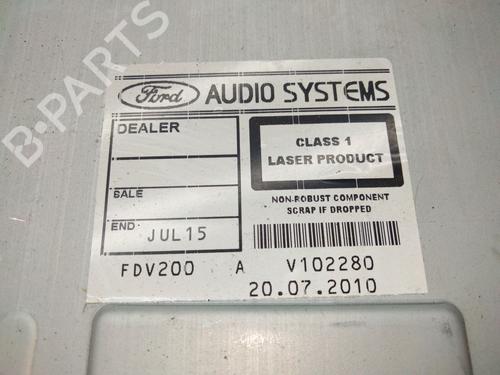 Ford AUDIO SYSTEMS
DEALER
SALE
END JUL15
CLASS 1
LASER PRODUCT
NON-ROBUST COMPONENT
SCRAP IF DROPPED
FDV200 A V102280
20.07.2010
B-PARTS